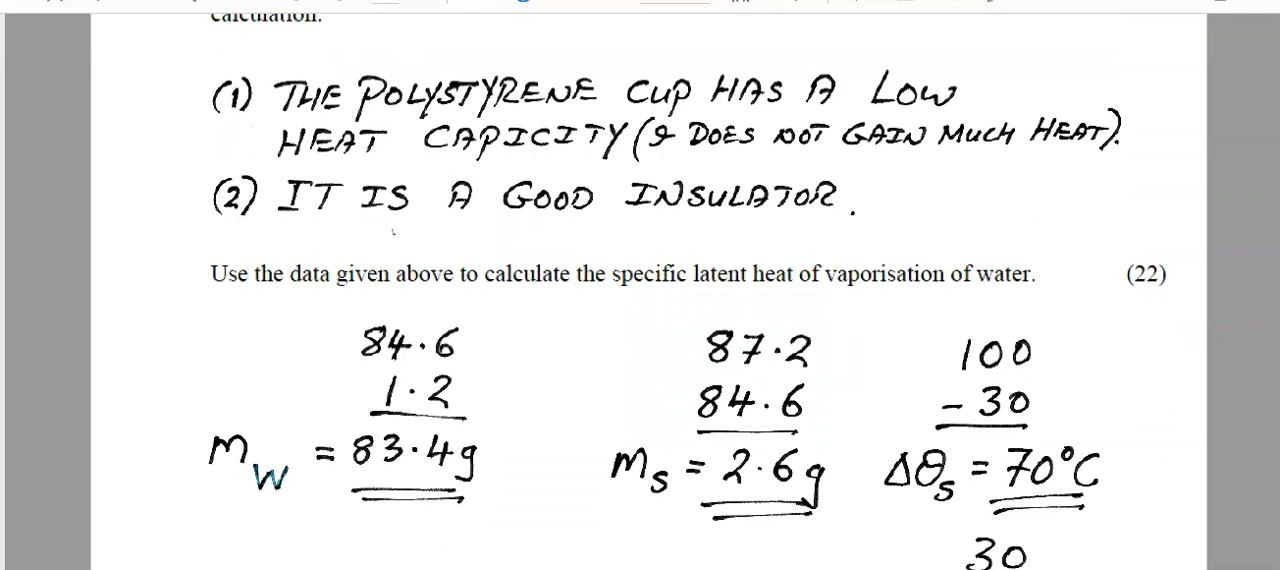 calculation.
(1) THE POLYSTYRENE CUP HAS A LOW
HEAT CAPICITY (& DOES NOT GAIN MUCH HEAT).
(2) IT IS A GOOD INSULATOR.
Use the data given above to calculate the specific latent heat of vaporisation of water. (22)
84.6 87.2 100
1.2 84.6 - 30
Mw = 83.4g Ms = 2.6g Δθs = 70°C
30